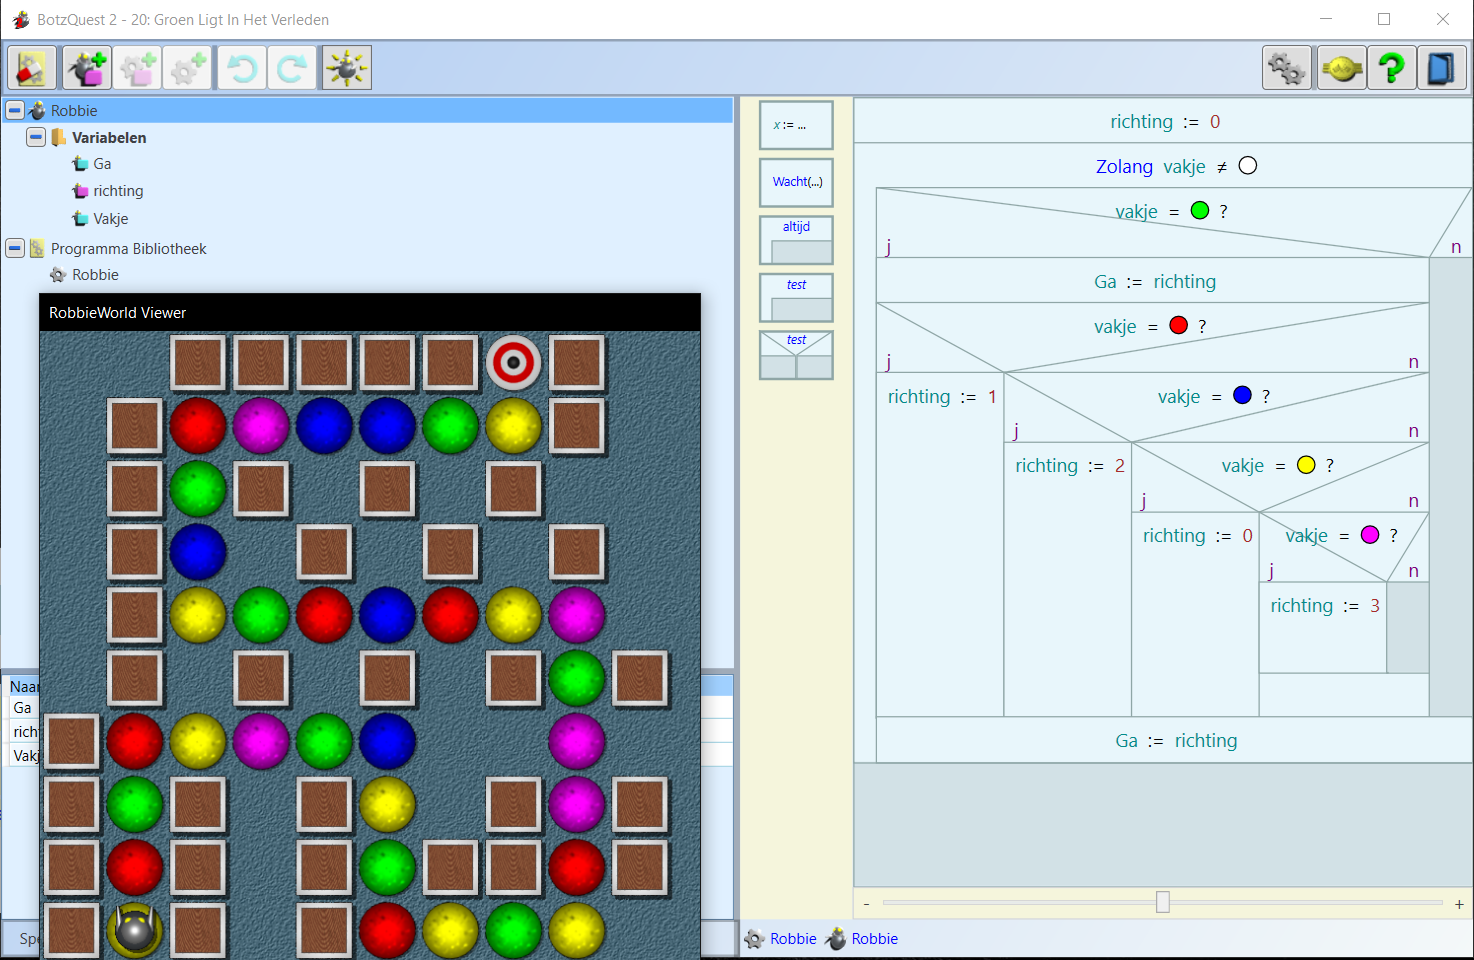 BotzQuest 2 - 20: Groen Ligt In Het Verleden
Robbie
Variabelen
Ga
richting
Vakje
Programma Bibliotheek
Robbie
RobbieWorld Viewer
Naa
Ga
rich
Vakj
Spe
x := ...
Wacht(...)
altijd
test
test
richting := 0
Zolang vakje ≠
vakje = ?
j n
Ga := richting
vakje = ?
j n
richting := 1
vakje = ?
j n
richting := 2
vakje = ?
j n
richting := 0
vakje = ?
j n
richting := 3
Ga := richting
- +
Robbie Robbie